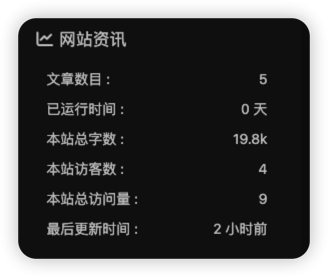 网站资讯
文章数目 : 5
已运行时间 : 0 天
本站总字数 : 19.8k
本站访客数 : 4
本站总访问量 : 9
最后更新时间 : 2 小时前